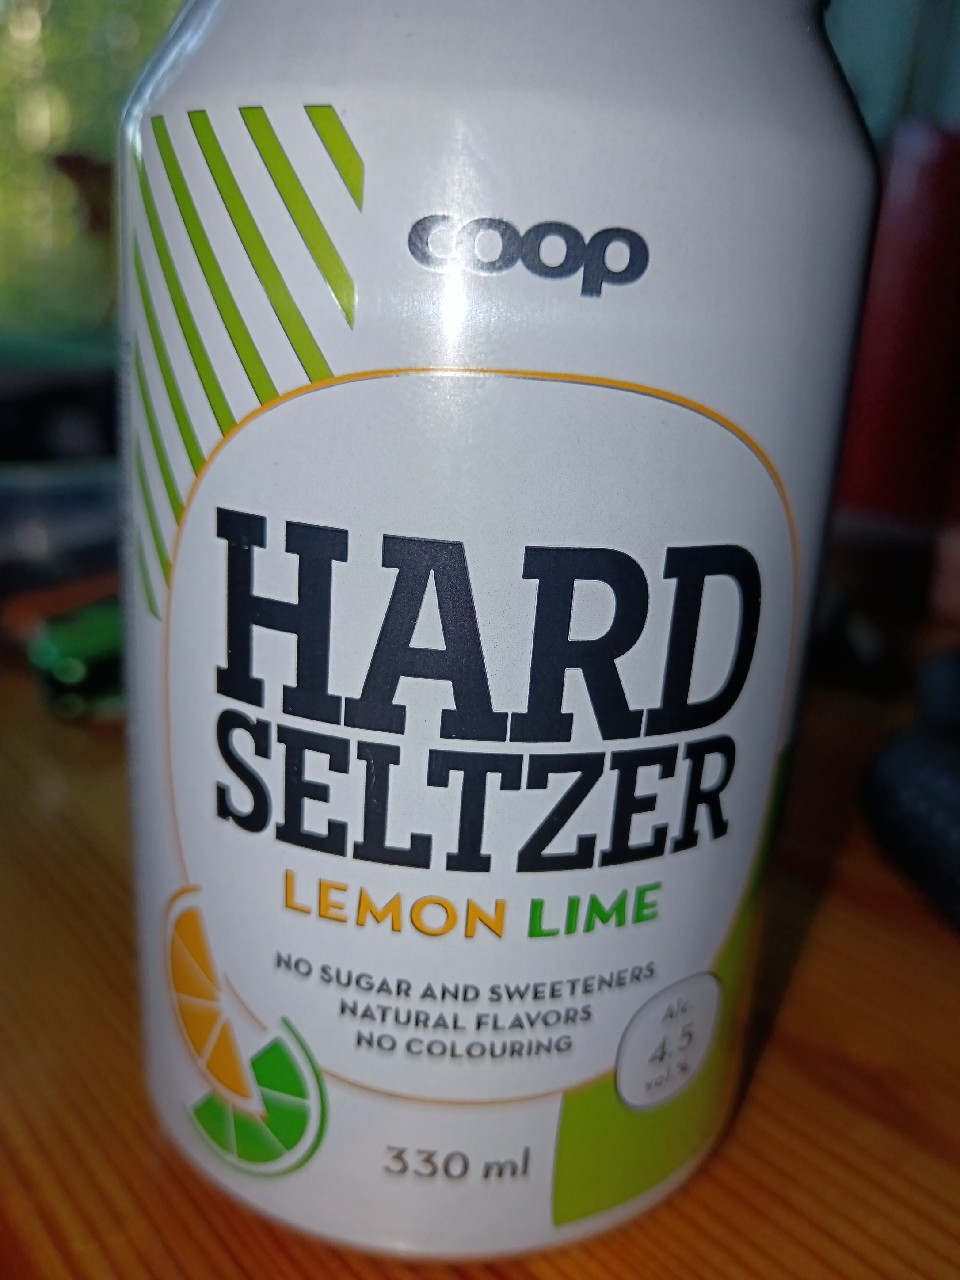 coop
HARD
SELTZER
LEMON LIME
NO SUGAR AND SWEETENERS
NATURAL FLAVORS
NO COLOURING
Alc.
4.5
vol.%
330 ml